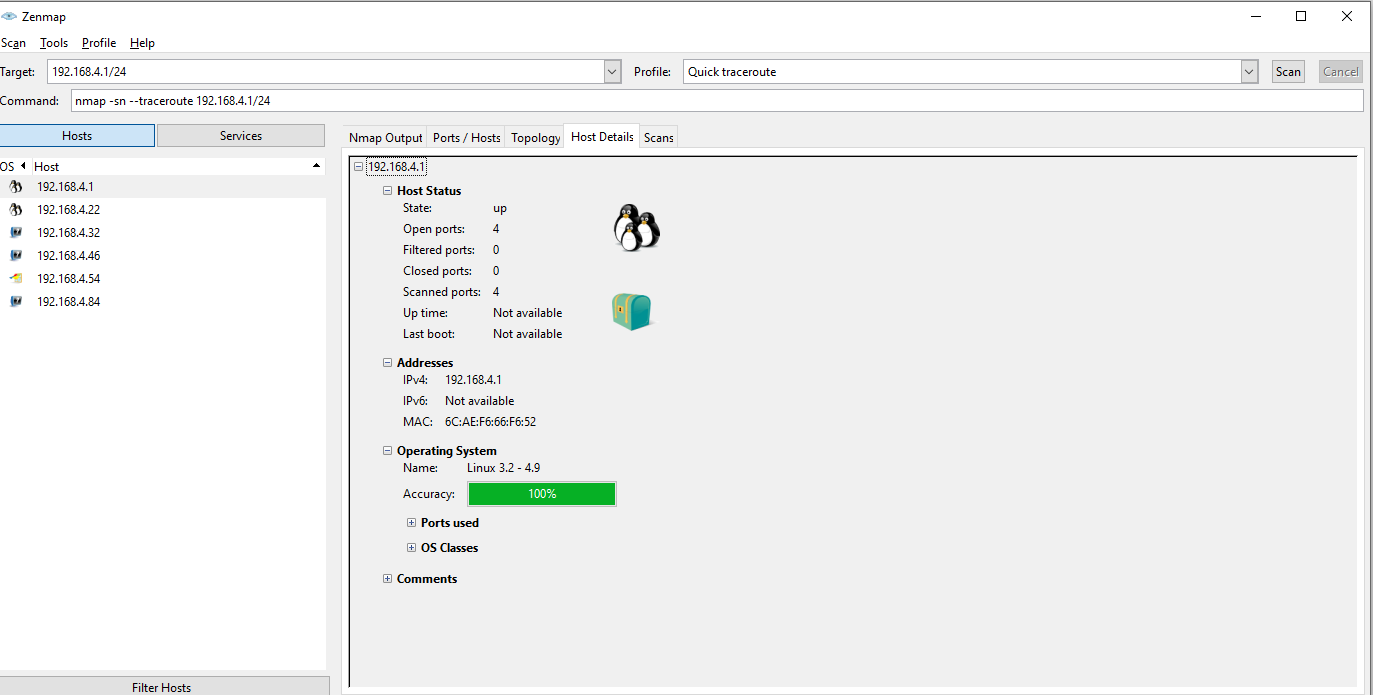 Zenmap
Scan Tools Profile Help
Target: 192.168.4.1/24 Profile: Quick traceroute Scan Cancel
Command: nmap -sn --traceroute 192.168.4.1/24
Hosts Services
Nmap Output Ports / Hosts Topology Host Details Scans
OS Host
192.168.4.1
192.168.4.22
192.168.4.32
192.168.4.46
192.168.4.54
192.168.4.84
Filter Hosts
192.168.4.1
Host Status
State: up
Open ports: 4
Filtered ports: 0
Closed ports: 0
Scanned ports: 4
Up time: Not available
Last boot: Not available
Addresses
IPv4: 192.168.4.1
IPv6: Not available
MAC: 6C:AE:F6:66:F6:52
Operating System
Name: Linux 3.2 - 4.9
Accuracy: 100%
Ports used
OS Classes
Comments